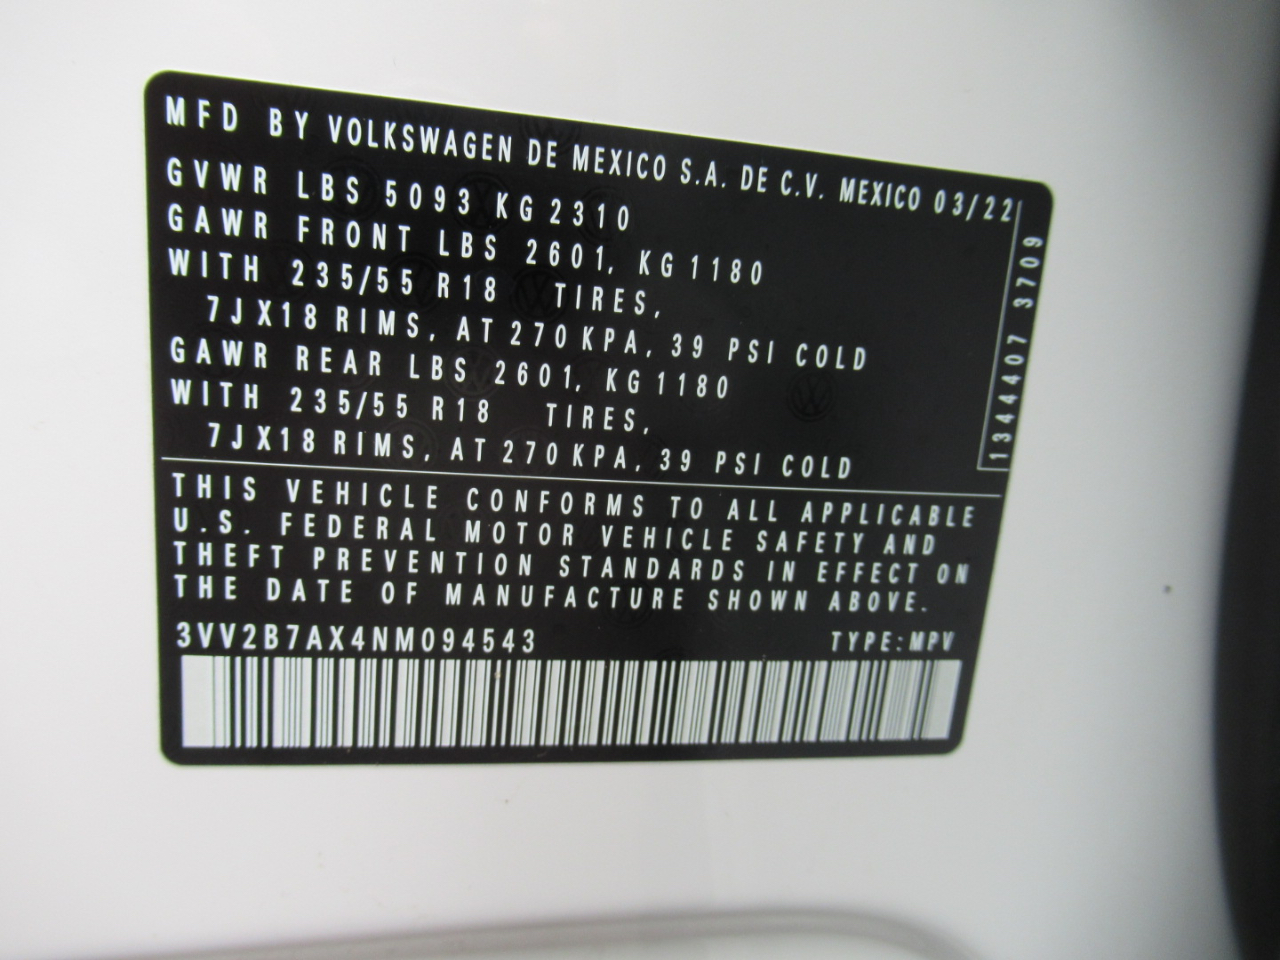 MFD BY VOLKSWAGEN DE MEXICO S.A. DE C.V. MEXICO 03/22
GVWR LBS 5093 KG 2310
GAWR FRONT LBS 2601, KG 1180
WITH 235/55 R18 TIRES,
7JX18 RIMS, AT 270 KPA, 39 PSI COLD
GAWR REAR LBS 2601, KG 1180
WITH 235/55 R18 TIRES,
7JX18 RIMS, AT 270 KPA, 39 PSI COLD
1344407 3709
THIS VEHICLE CONFORMS TO ALL APPLICABLE
U.S. FEDERAL MOTOR VEHICLE SAFETY AND
THEFT PREVENTION STANDARDS IN EFFECT ON
THE DATE OF MANUFACTURE SHOWN ABOVE.
3VV2B7AX4NM094543 TYPE:MPV